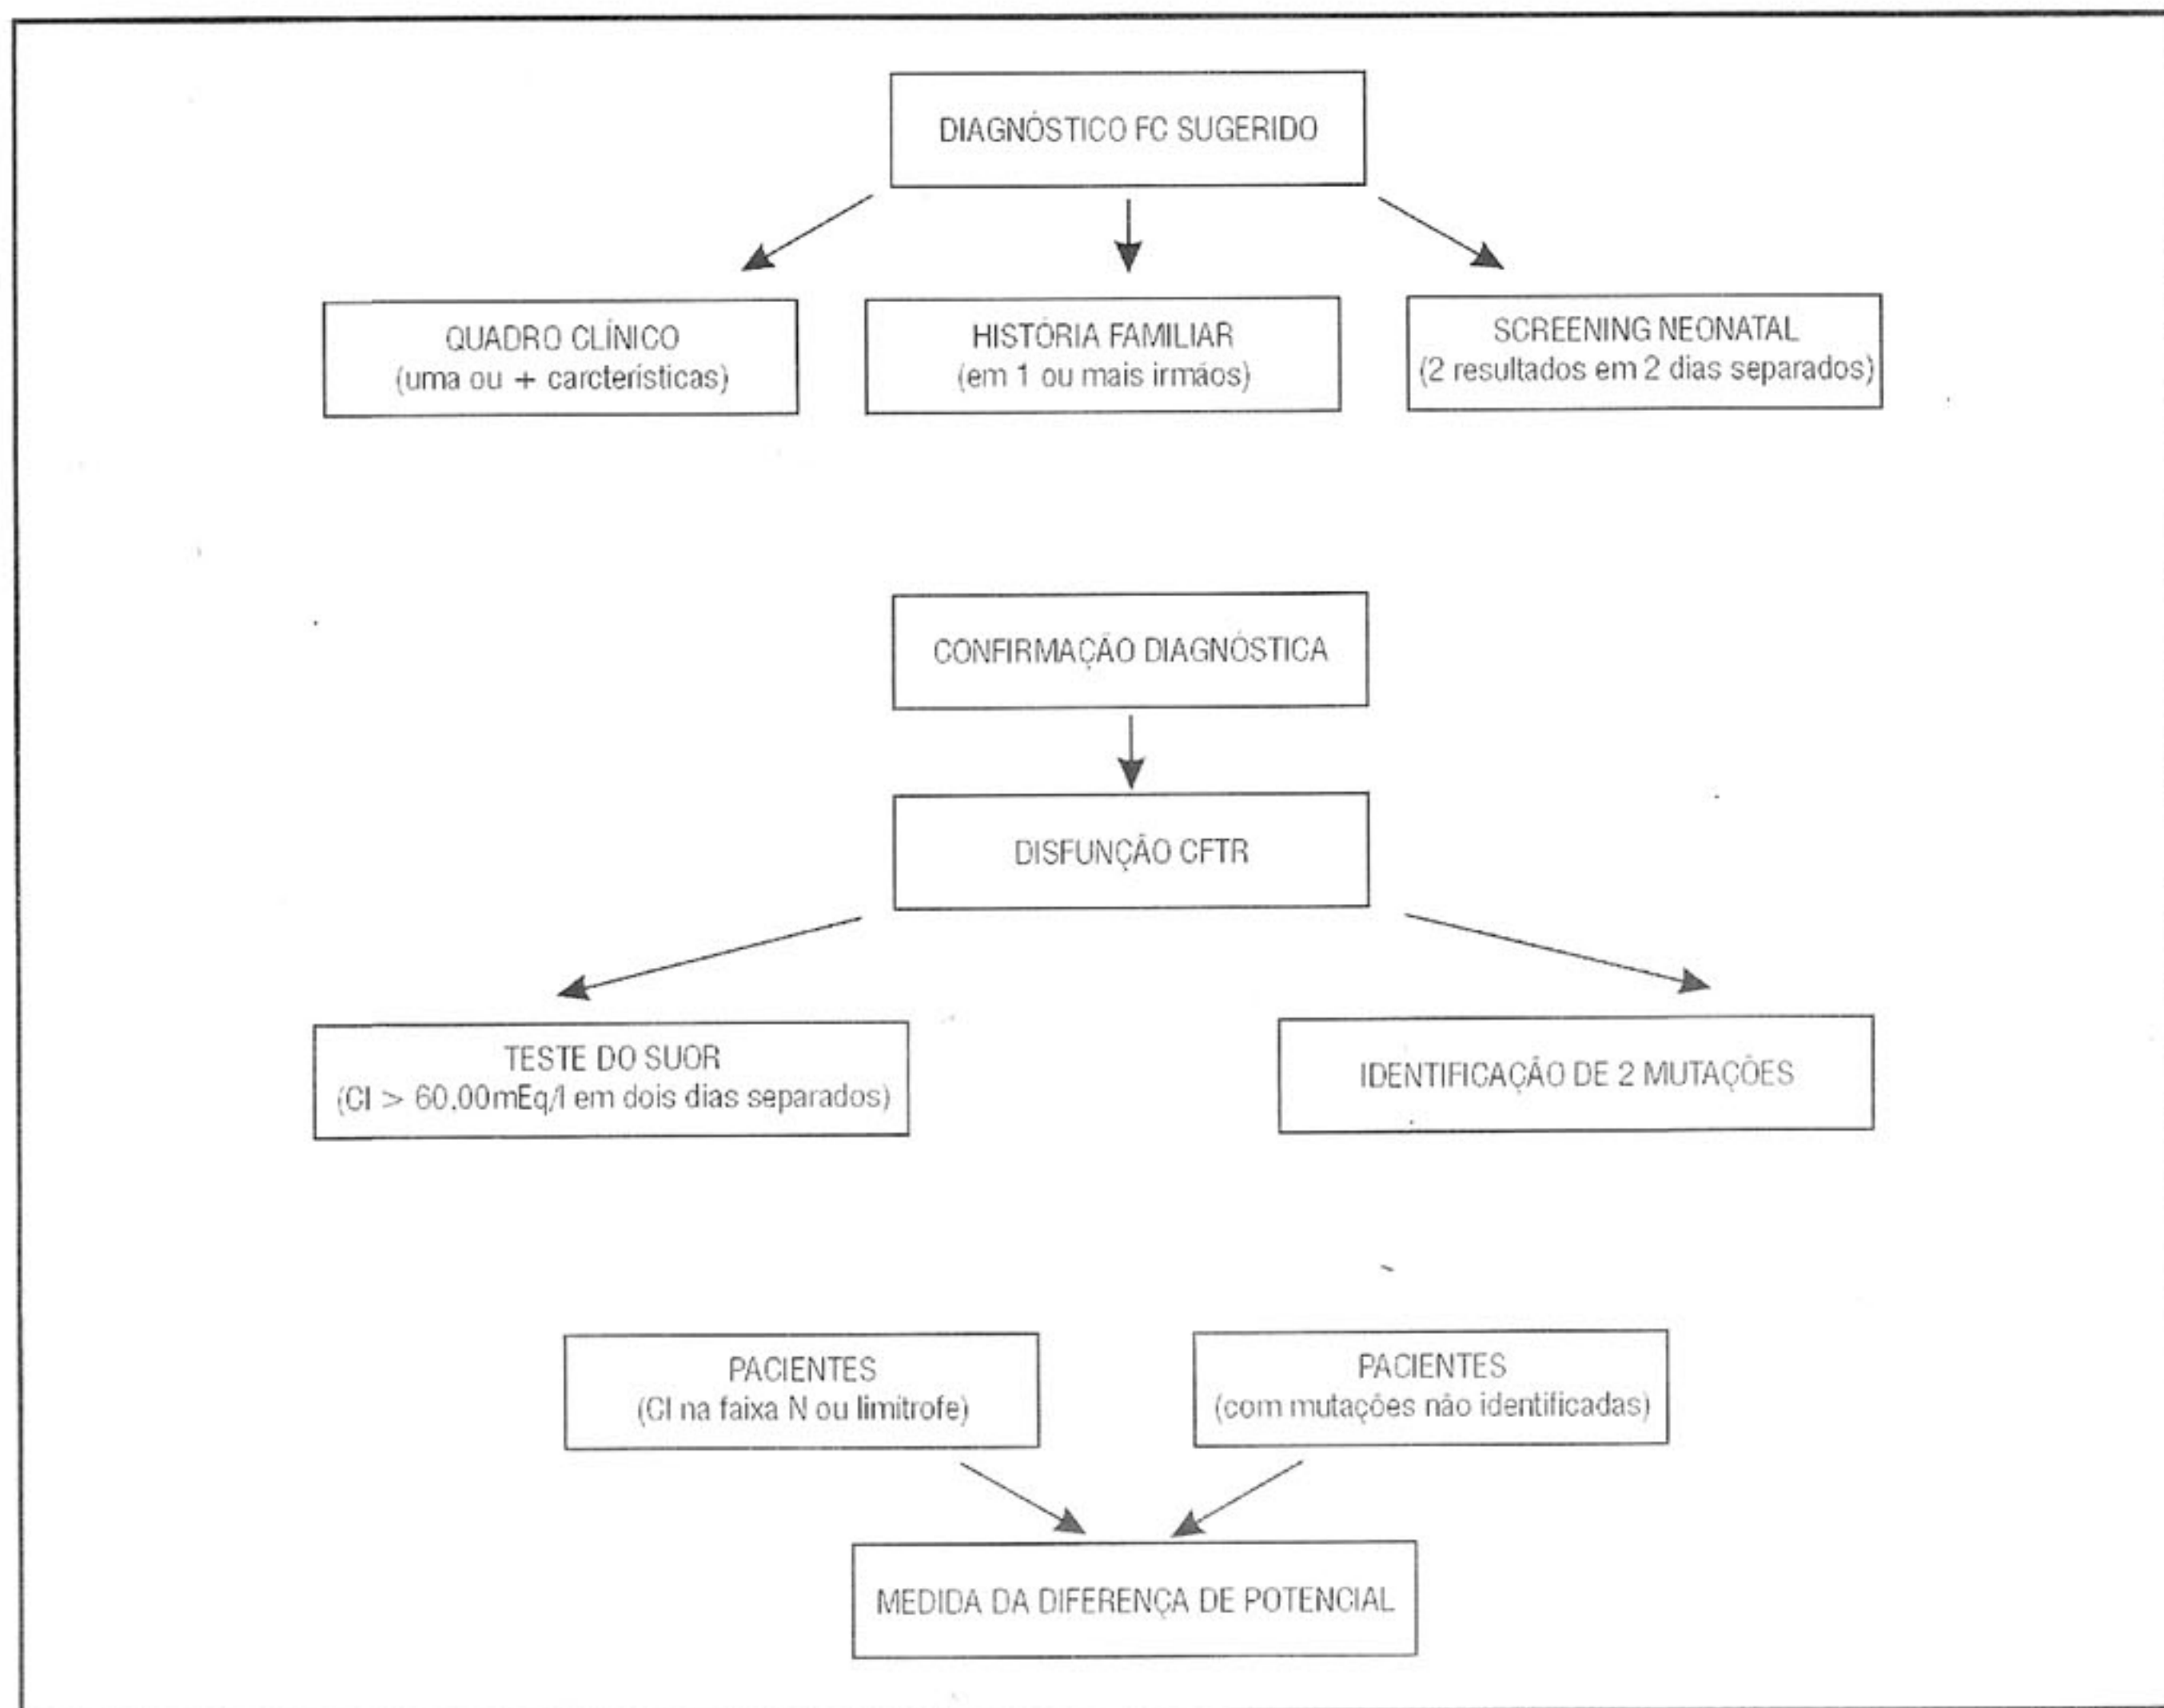 DIAGNÓSTICO FC SUGERIDO
QUADRO CLÍNICO
(uma ou + carcterísticas)
HISTÓRIA FAMILIAR
(em 1 ou mais irmãos)
SCREENING NEONATAL
(2 resultados em 2 dias separados)
CONFIRMAÇÃO DIAGNÓSTICA
DISFUNÇÃO CFTR
TESTE DO SUOR
(Cl > 60.00mEq/l em dois dias separados)
IDENTIFICAÇÃO DE 2 MUTAÇÕES
PACIENTES
(Cl na faixa N ou limítrofe)
PACIENTES
(com mutações não identificadas)
MEDIDA DA DIFERENÇA DE POTENCIAL